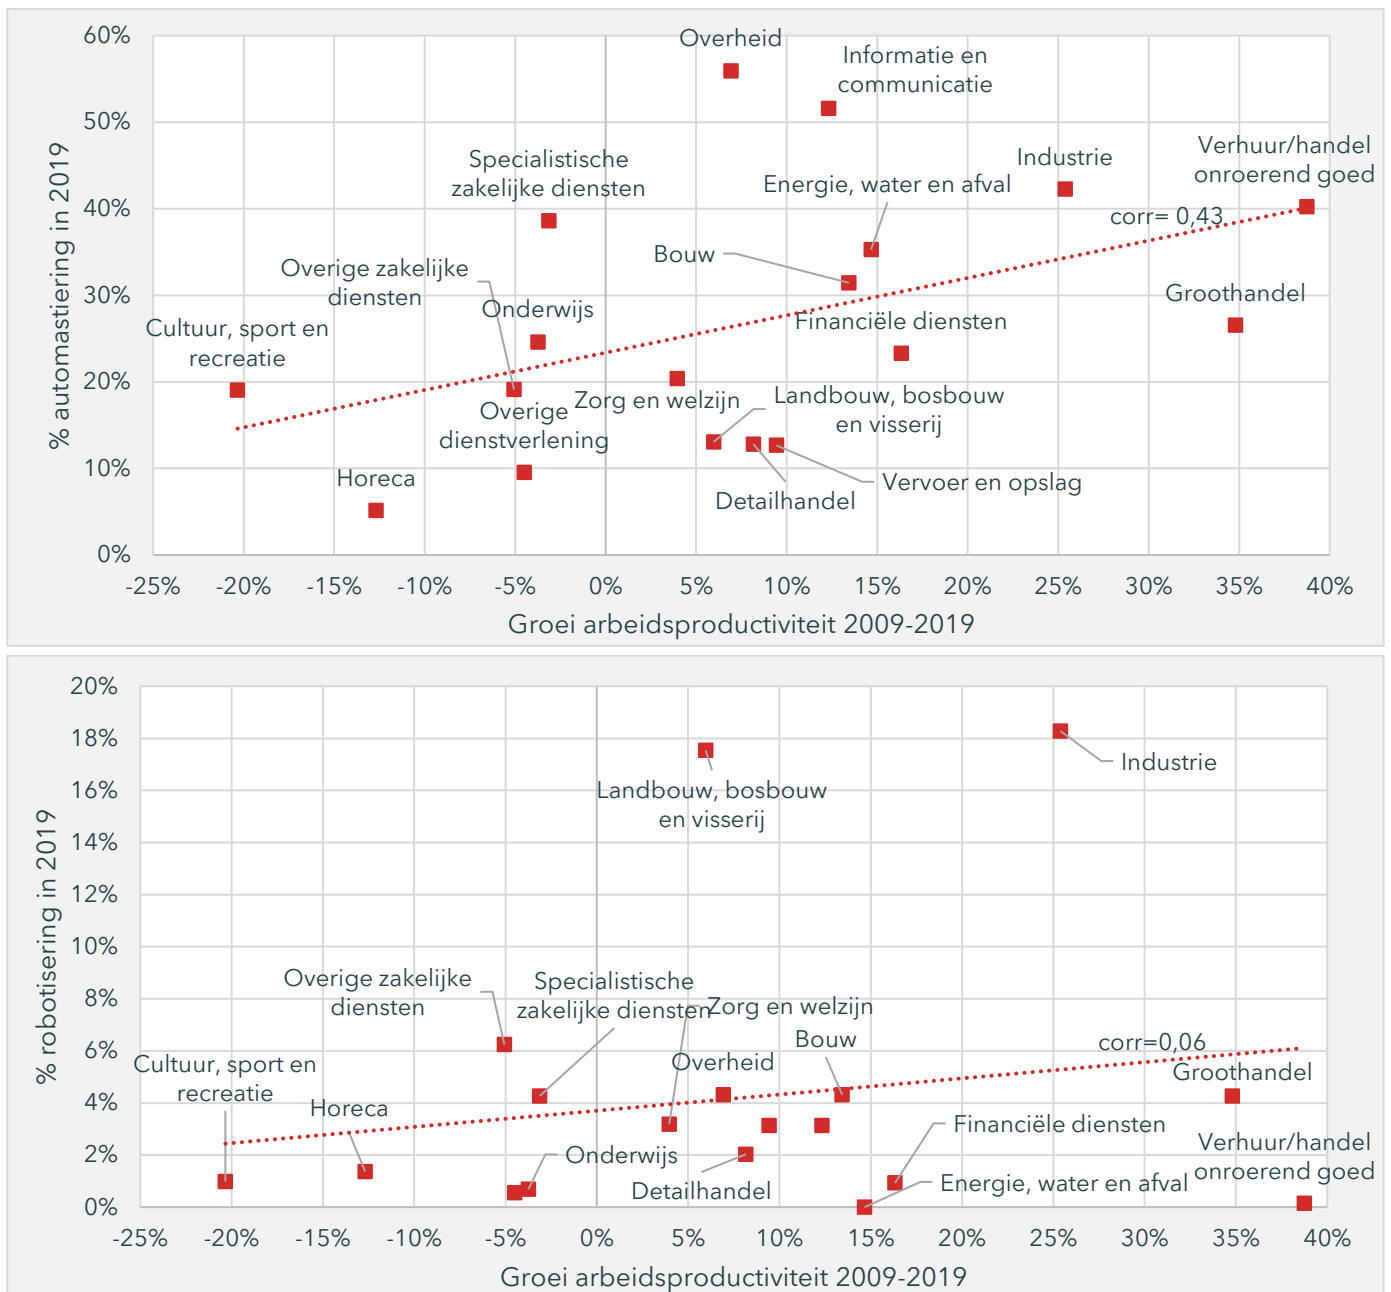 60%
50%
40%
30%
20%
10%
0%
% automastiering in 2019
Overheid
Informatie en
communicatie
Specialistische
zakelijke diensten
Energie, water en afval
Industrie
Verhuur/handel
onroerend goed
corr= 0,43
Bouw
Overige zakelijke
diensten
Onderwijs
Groothandel
Cultuur, sport en
recreatie
Financiële diensten
Overige
dienstverlening
Zorg en welzijn
Landbouw, bosbouw
en visserij
Horeca
Detailhandel
Vervoer en opslag
-25% -20% -15% -10% -5% 0% 5% 10% 15% 20% 25% 30% 35% 40%
Groei arbeidsproductiviteit 2009-2019
20%
18%
16%
14%
12%
10%
8%
6%
4%
2%
0%
% robotisering in 2019
Industrie
Landbouw, bosbouw
en visserij
Overige zakelijke
diensten
Specialistische
zakelijke diensten
Zorg en welzijn
Bouw
corr=0,06
Cultuur, sport en
recreatie
Horeca
Overheid
Groothandel
Onderwijs
Detailhandel
Financiële diensten
Energie, water en afval
Verhuur/handel
onroerend goed
-25% -20% -15% -10% -5% 0% 5% 10% 15% 20% 25% 30% 35% 40%
Groei arbeidsproductiviteit 2009-2019